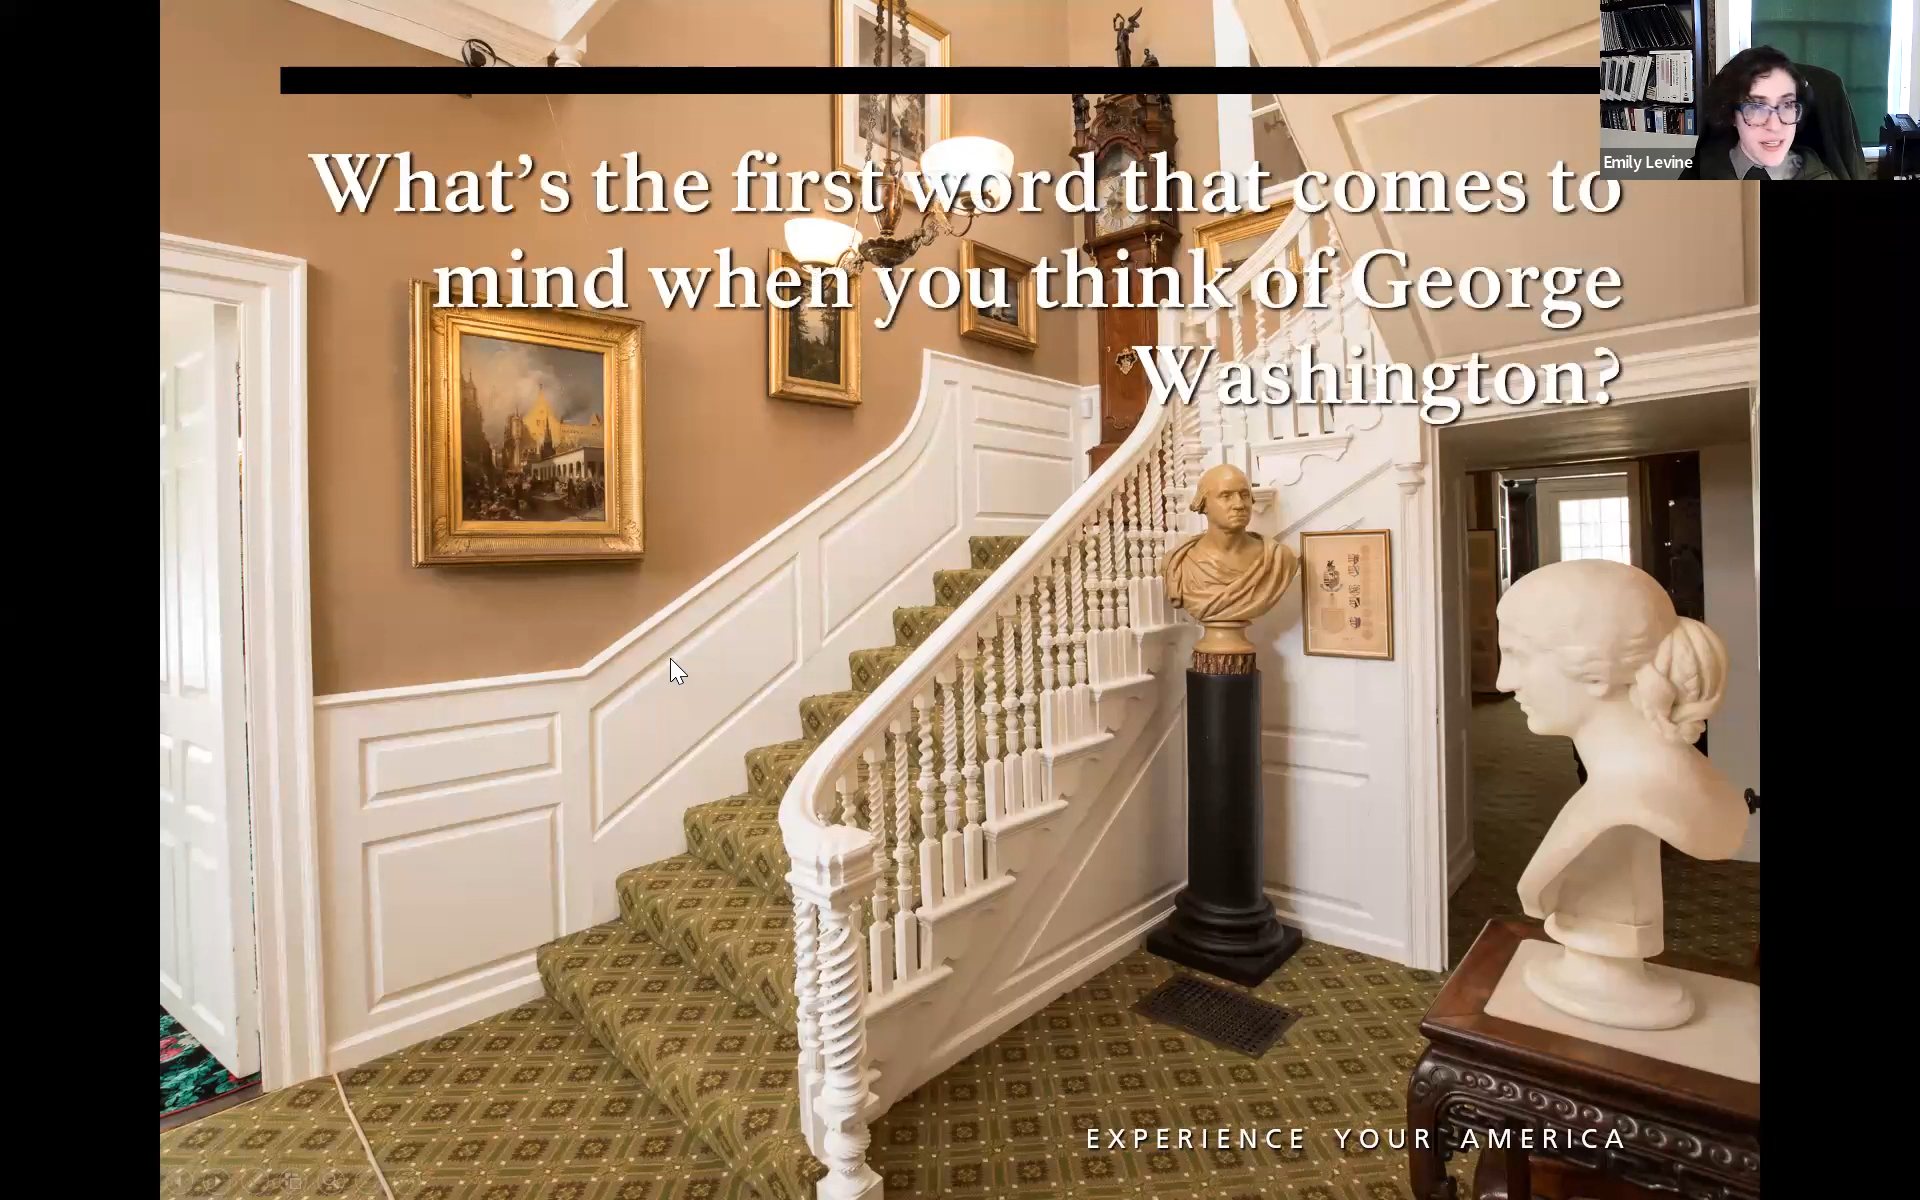 What’s the first word that comes to
mind when you think of George
Washington?
Emily Levine
EXPERIENCE YOUR AMERICA